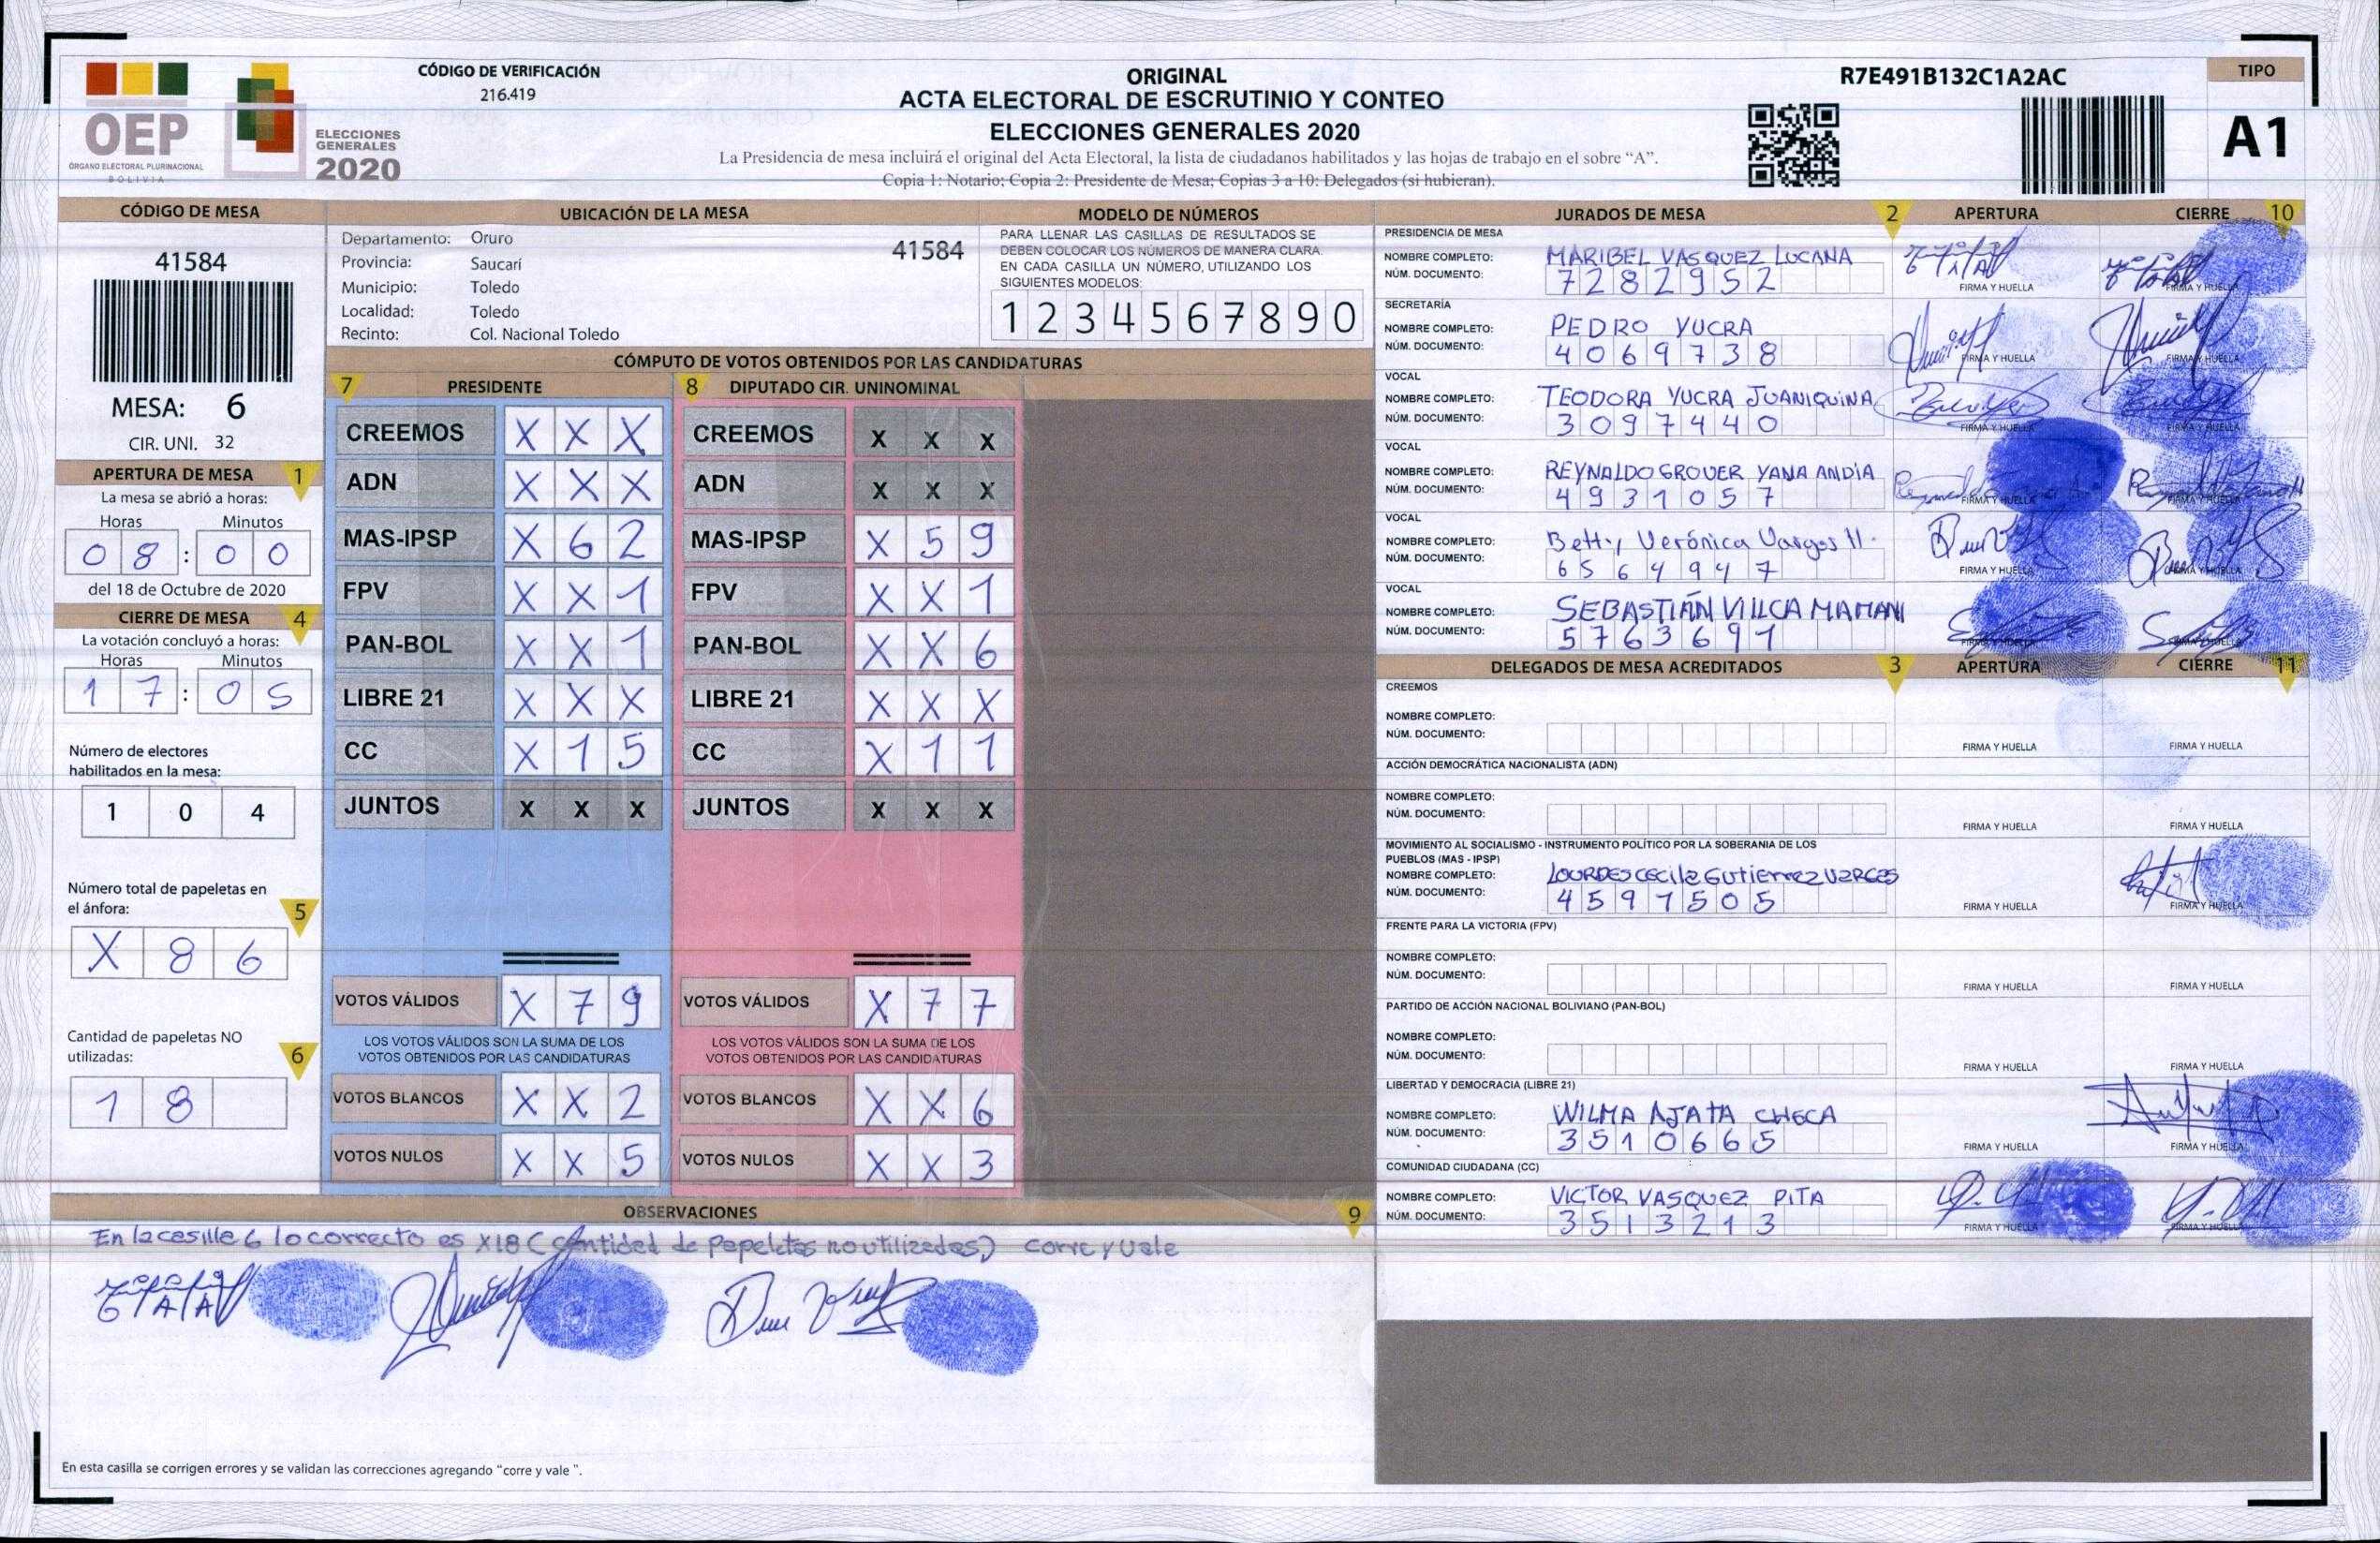 OEP
ÓRGANO ELECTORAL PLURINACIONAL
BOLIVIA
ELECCIONES
GENERALES
2020
CÓDIGO DE VERIFICACIÓN
216.419
ORIGINAL
ACTA ELECTORAL DE ESCRUTINIO Y CONTEO
ELECCIONES GENERALES 2020
La Presidencia de mesa incluirá el original del Acta Electoral, la lista de ciudadanos habilitados y las hojas de trabajo en el sobre “A”.
Copia 1: Notario; Copia 2: Presidente de Mesa; Copias 3 a 10: Delegados (si hubieran).
R7E491B132C1A2AC
TIPO
A1
CÓDIGO DE MESA
41584
MESA: 6
CIR. UNI. 32
APERTURA DE MESA 1
La mesa se abrió a horas:
Horas Minutos
0 8 : 0 0
del 18 de Octubre de 2020
CIERRE DE MESA 4
La votación concluyó a horas:
Horas Minutos
1 7 : 0 5
Número de electores
habilitados en la mesa:
1 0 4
Número total de papeletas en
el ánfora: 5
X 8 6
Cantidad de papeletas NO
utilizadas: 6
1 8
UBICACIÓN DE LA MESA
Departamento: Oruro
41584
Provincia: Saucarí
Municipio: Toledo
Localidad: Toledo
Recinto: Col. Nacional Toledo
MODELO DE NÚMEROS
PARA LLENAR LAS CASILLAS DE RESULTADOS SE
DEBEN COLOCAR LOS NÚMEROS DE MANERA CLARA.
EN CADA CASILLA UN NÚMERO, UTILIZANDO LOS
SIGUIENTES MODELOS:
1 2 3 4 5 6 7 8 9 0
CÓMPUTO DE VOTOS OBTENIDOS POR LAS CANDIDATURAS
7 PRESIDENTE
CREEMOS X X X
ADN X X X
MAS-IPSP X 6 2
FPV X X 1
PAN-BOL X X 1
LIBRE 21 X X X
CC X 1 5
JUNTOS X X X
VOTOS VÁLIDOS X 7 9
LOS VOTOS VÁLIDOS SON LA SUMA DE LOS
VOTOS OBTENIDOS POR LAS CANDIDATURAS
VOTOS BLANCOS X X 2
VOTOS NULOS X X 5
8 DIPUTADO CIR. UNINOMINAL
CREEMOS X X X
ADN X X X
MAS-IPSP X 5 9
FPV X X 1
PAN-BOL X X 6
LIBRE 21 X X X
CC X 1 1
JUNTOS X X X
VOTOS VÁLIDOS X 7 7
LOS VOTOS VÁLIDOS SON LA SUMA DE LOS
VOTOS OBTENIDOS POR LAS CANDIDATURAS
VOTOS BLANCOS X X 6
VOTOS NULOS X X 3
OBSERVACIONES 9
En la casilla 6 lo correcto es X18 (Cantidad de papeletas no utilizadas) corre y vale
En esta casilla se corrigen errores y se validan las correcciones agregando “corre y vale ”.
JURADOS DE MESA 2 APERTURA CIERRE 10
PRESIDENCIA DE MESA
NOMBRE COMPLETO: MARIBEL VASQUEZ LUCANA
NÚM. DOCUMENTO: 7282952
FIRMA Y HUELLA FIRMA Y HUELLA
SECRETARÍA
NOMBRE COMPLETO: PEDRO YUCRA
NÚM. DOCUMENTO: 4069738
FIRMA Y HUELLA FIRMA Y HUELLA
VOCAL
NOMBRE COMPLETO: TEODORA YUCRA JUANIQUINA
NÚM. DOCUMENTO: 3097440
FIRMA Y HUELLA FIRMA Y HUELLA
VOCAL
NOMBRE COMPLETO: REYNALDO GROVER YANA ANDIA
NÚM. DOCUMENTO: 4931057
FIRMA Y HUELLA FIRMA Y HUELLA
VOCAL
NOMBRE COMPLETO: Betty Verónica Vargas
NÚM. DOCUMENTO: 6564947
FIRMA Y HUELLA FIRMA Y HUELLA
VOCAL
NOMBRE COMPLETO: SEBASTIÁN VILLCA MAMANI
NÚM. DOCUMENTO: 5763691
DELEGADOS DE MESA ACREDITADOS 3 APERTURA CIERRE 11
CREEMOS
NOMBRE COMPLETO:
NÚM. DOCUMENTO:
FIRMA Y HUELLA FIRMA Y HUELLA
ACCIÓN DEMOCRÁTICA NACIONALISTA (ADN)
NOMBRE COMPLETO:
NÚM. DOCUMENTO:
FIRMA Y HUELLA FIRMA Y HUELLA
MOVIMIENTO AL SOCIALISMO - INSTRUMENTO POLÍTICO POR LA SOBERANIA DE LOS
PUEBLOS (MAS - IPSP)
NOMBRE COMPLETO: LOURDES CECILa GUTIERREZ VaRGaS
NÚM. DOCUMENTO: 4597505
FIRMA Y HUELLA FIRMA Y HUELLA
FRENTE PARA LA VICTORIA (FPV)
NOMBRE COMPLETO:
NÚM. DOCUMENTO:
FIRMA Y HUELLA FIRMA Y HUELLA
PARTIDO DE ACCIÓN NACIONAL BOLIVIANO (PAN-BOL)
NOMBRE COMPLETO:
NÚM. DOCUMENTO:
FIRMA Y HUELLA FIRMA Y HUELLA
LIBERTAD Y DEMOCRACIA (LIBRE 21)
NOMBRE COMPLETO: WILMA AJATA CHECA
NÚM. DOCUMENTO: 3510665
FIRMA Y HUELLA FIRMA Y HUELLA
COMUNIDAD CIUDADANA (CC)
NOMBRE COMPLETO: VICTOR VASQUEZ PITA
NÚM. DOCUMENTO: 3513213
FIRMA Y HUELLA FIRMA Y HUELLA